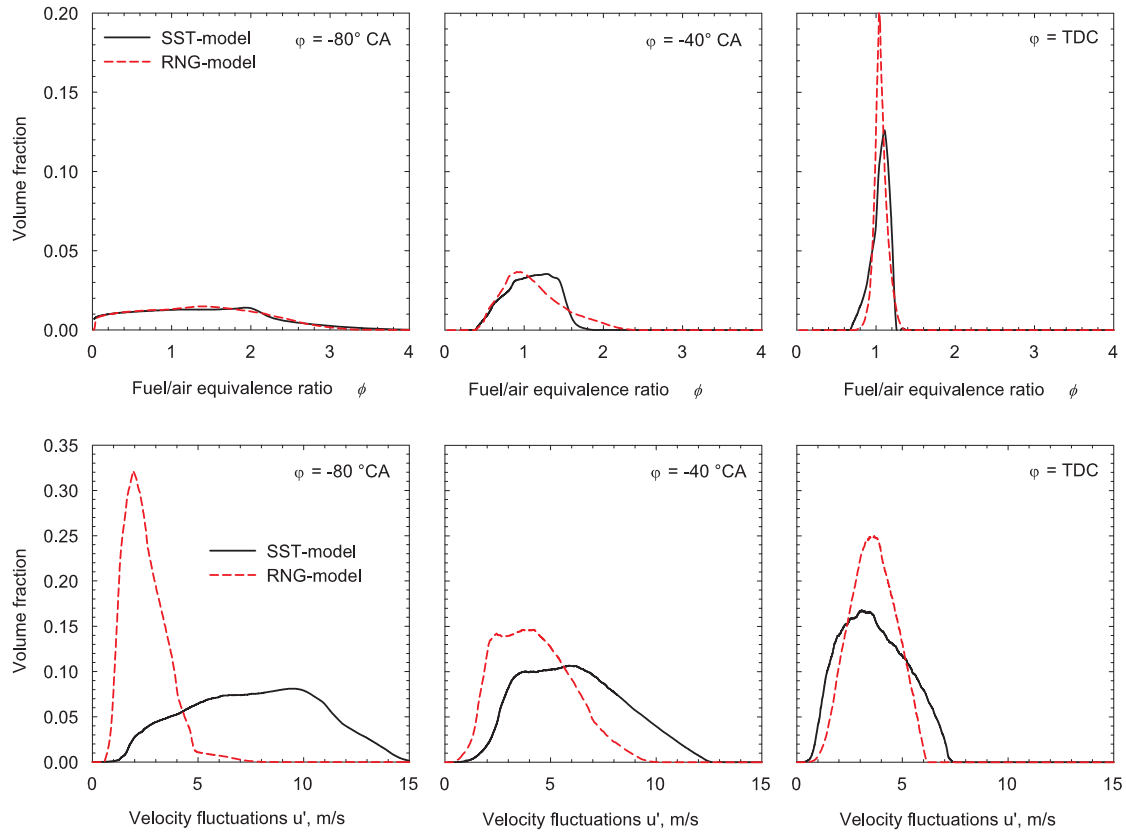 0.20
0.15
0.10
0.05
0.00
Volume fraction
SST-model
RNG-model
φ = -80° CA
0 1 2 3 4
Fuel/air equivalence ratio ϕ
φ = -40° CA
0 1 2 3 4
Fuel/air equivalence ratio ϕ
φ = TDC
0 1 2 3 4
Fuel/air equivalence ratio ϕ
0.35
0.30
0.25
0.20
0.15
0.10
0.05
0.00
Volume fraction
φ = -80 °CA
SST-model
RNG-model
0 5 10 15
Velocity fluctuations u', m/s
φ = -40 °CA
0 5 10 15
Velocity fluctuations u', m/s
φ = TDC
0 5 10 15
Velocity fluctuations u', m/s